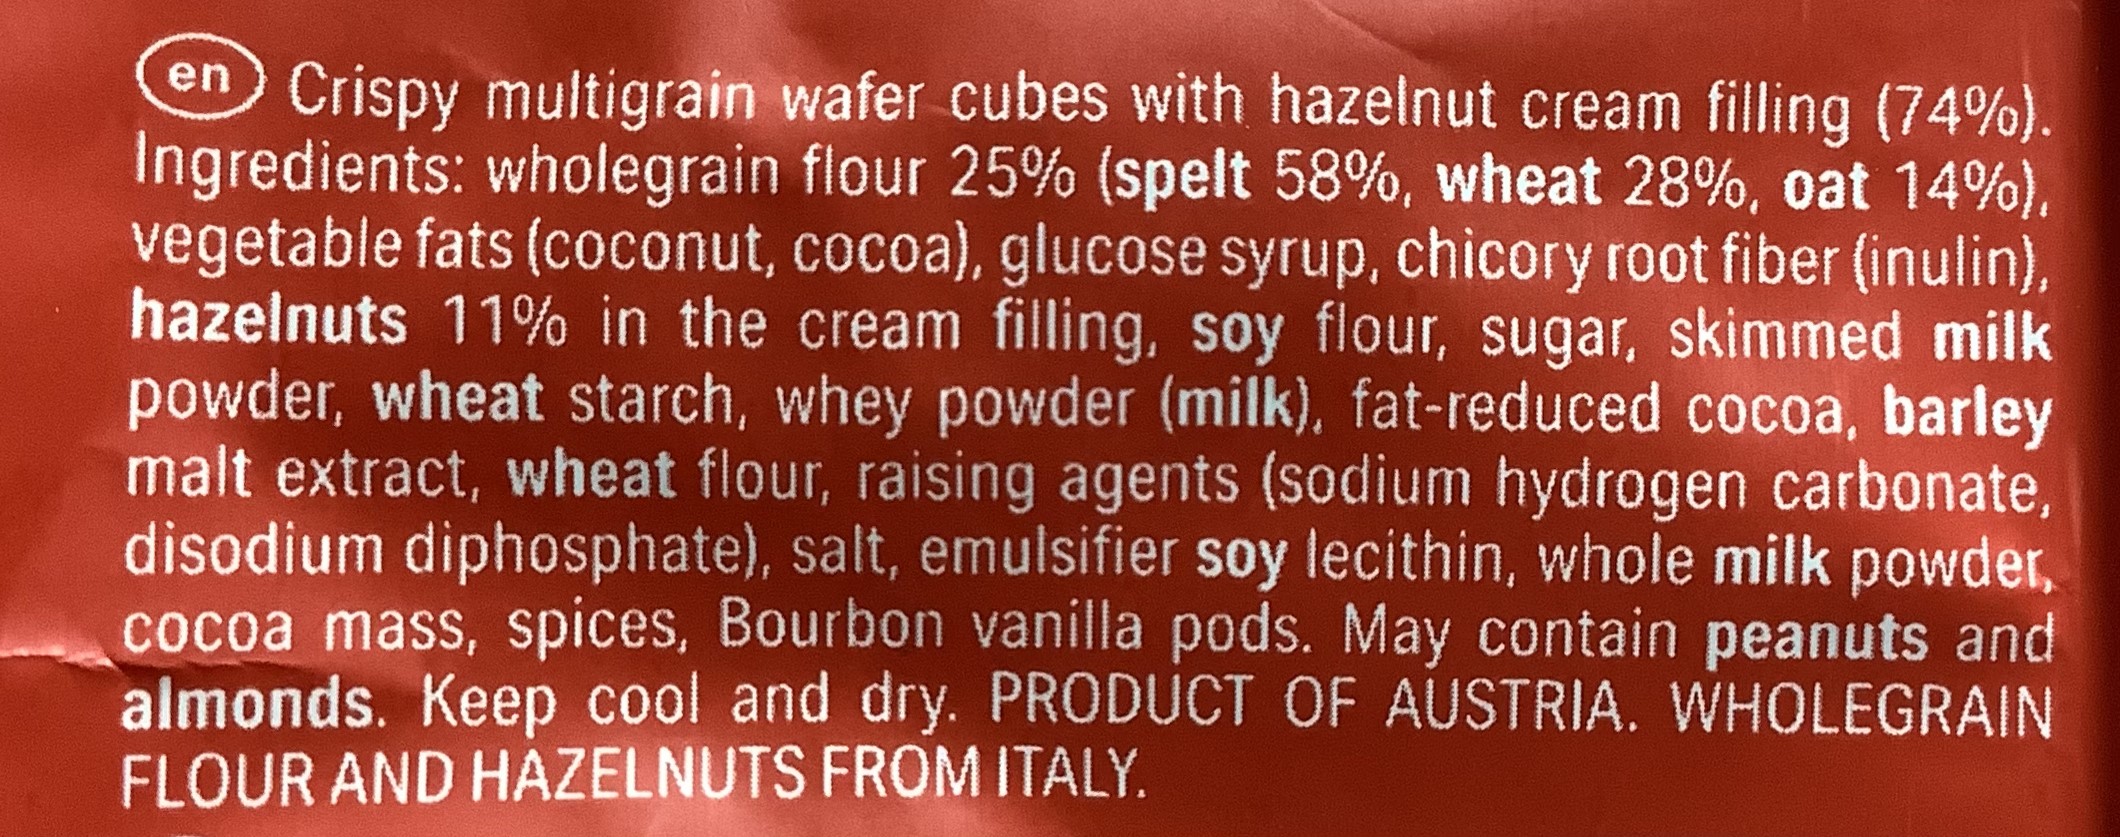 en Crispy multigrain wafer cubes with hazelnut cream filling (74%).
Ingredients: wholegrain flour 25% (spelt 58%, wheat 28%, oat 14%),
vegetable fats (coconut, cocoa), glucose syrup, chicory root fiber (inulin),
hazelnuts 11% in the cream filling, soy flour, sugar, skimmed milk
powder, wheat starch, whey powder (milk), fat-reduced cocoa, barley
malt extract, wheat flour, raising agents (sodium hydrogen carbonate,
disodium diphosphate), salt, emulsifier soy lecithin, whole milk powder,
cocoa mass, spices, Bourbon vanilla pods. May contain peanuts and
almonds. Keep cool and dry. PRODUCT OF AUSTRIA. WHOLEGRAIN
FLOUR AND HAZELNUTS FROM ITALY.